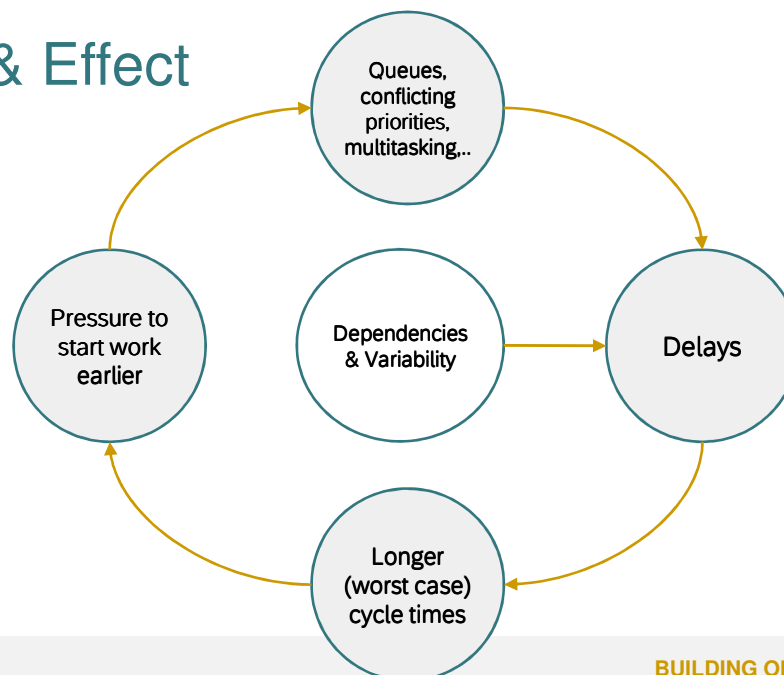 & Effect
Queues,
conflicting
priorities,
multitasking,..
Pressure to
start work
earlier
Dependencies
& Variability
Delays
Longer
(worst case)
cycle times
BUILDING